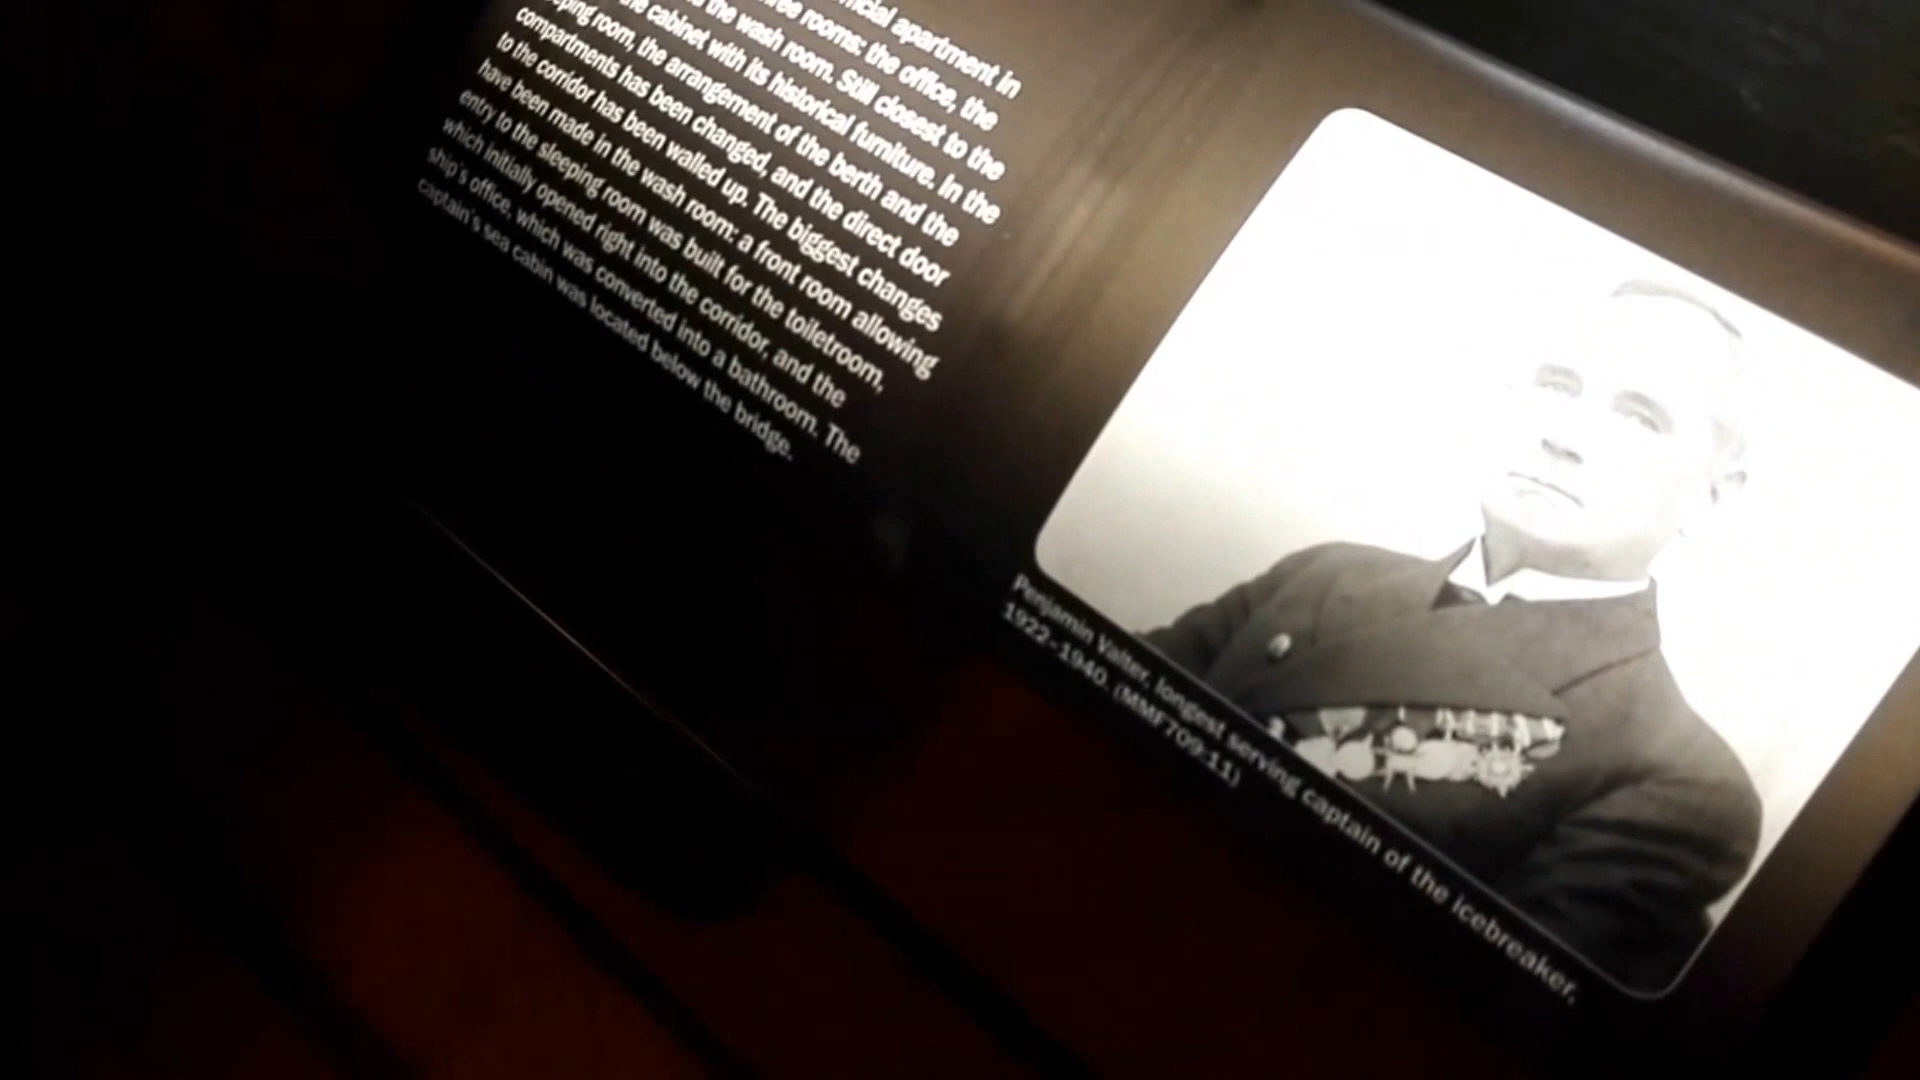 official apartment in
three rooms: the office, the
the wash room. Still closest to the
the cabinet with its historical furniture. In the
room, the arrangement of the berth and the
compartments has been changed, and the direct door
to the corridor has been walled up. The biggest changes
have been made in the wash room: a front room allowing
entry to the sleeping room was built for the toiletroom,
which initially opened right into the corridor, and the
ship's office, which was converted into a bathroom. The
captain's sea cabin was located below the bridge.
Penjamin Valter, longest serving captain of the icebreaker,
1922–1940. (MMF709:11)